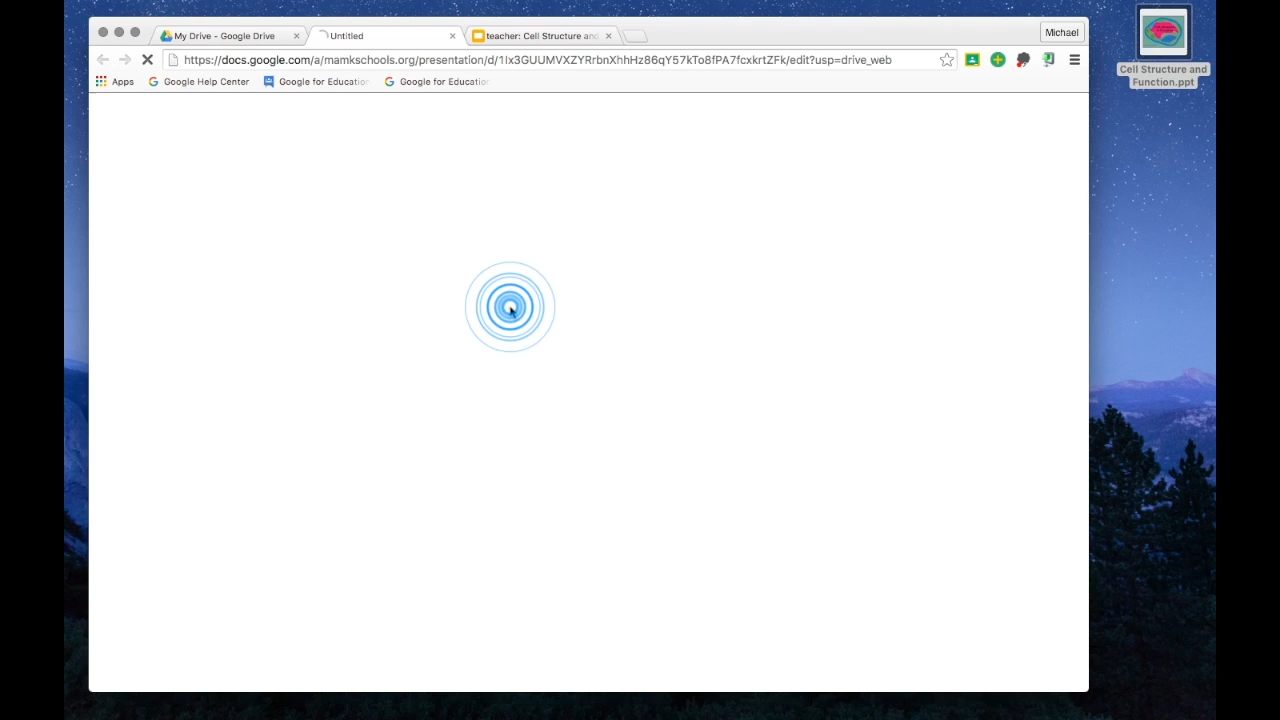 My Drive - Google Drive
Untitled
teacher: Cell Structure and
Michael
https://docs.google.com/a/mamkschools.org/presentation/d/1Ix3GUUMVXZYRrbnXhhHz86qY57kTo8fPA7fcxkrtZFk/edit?usp=drive_web
Apps
Google Help Center
Google for Education
Google for Education
Cell Structure and
Function.ppt